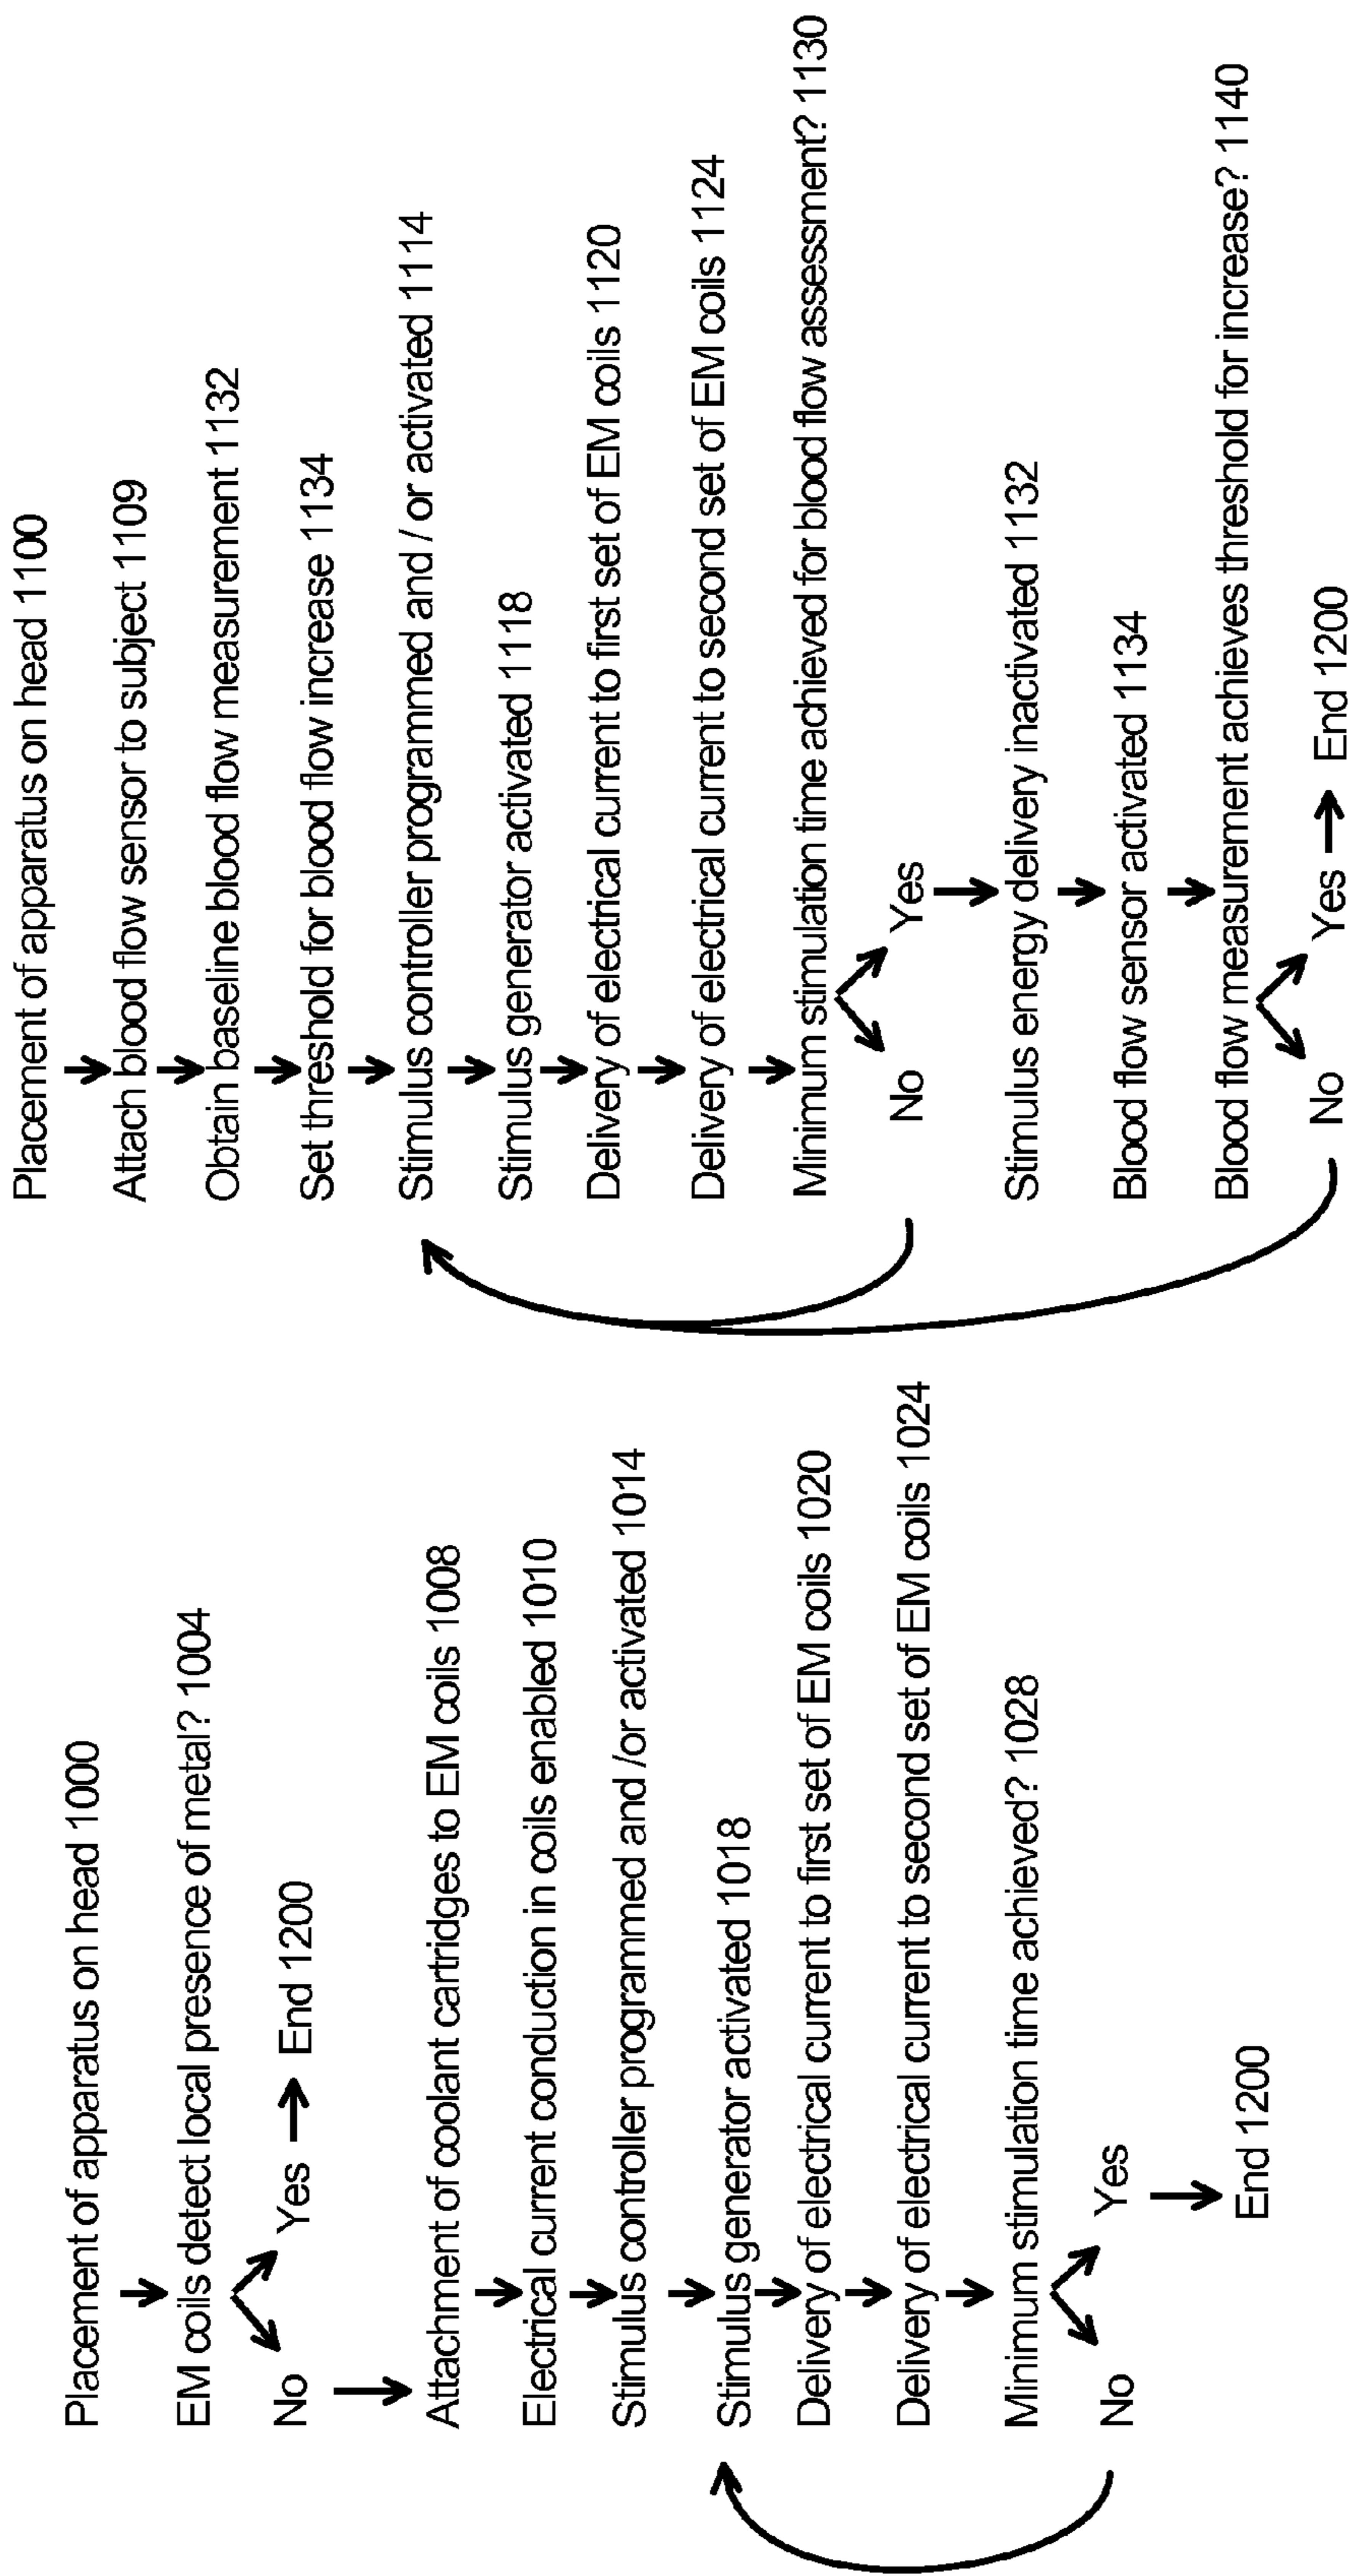 Placement of apparatus on head 1000
EM coils detect local presence of metal? 1004
No Yes End 1200
Attachment of coolant cartridges to EM coils 1008
Electrical current conduction in coils enabled 1010
Stimulus controller programmed and /or activated 1014
Stimulus generator activated 1018
Delivery of electrical current to first set of EM coils 1020
Delivery of electrical current to second set of EM coils 1024
Minimum stimulation time achieved? 1028
No Yes
End 1200
Placement of apparatus on head 1100
Attach blood flow sensor to subject 1109
Obtain baseline blood flow measurement 1132
Set threshold for blood flow increase 1134
Stimulus controller programmed and / or activated 1114
Stimulus generator activated 1118
Delivery of electrical current to first set of EM coils 1120
Delivery of electrical current to second set of EM coils 1124
Minimum stimulation time achieved for blood flow assessment? 1130
No Yes
Stimulus energy delivery inactivated 1132
Blood flow sensor activated 1134
Blood flow measurement achieves threshold for increase? 1140
No Yes End 1200